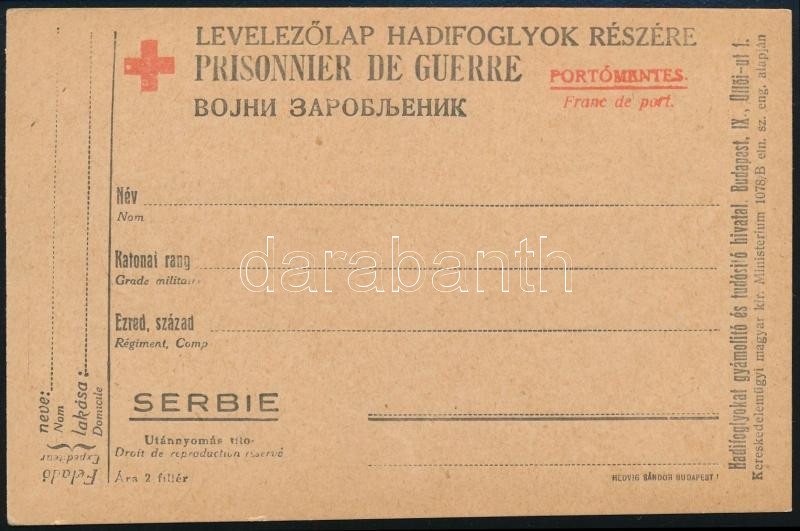 LEVELEZŐLAP HADIFOGLYOK RÉSZÉRE
PRISONNIER DE GUERRE
ВОЈНИ ЗАРОБЉЕНИК
PORTÓMENTES.
Franc de port.
Név
Nom
Katonai rang
Grade militaire
Ezred, század
Régiment, Comp
SERBIE
Utánnyomás tilo
Droit de reproduction réservé
Ára 2 fillér
HEDVIG SÁNDOR BUDAPEST
Feladó
Expediteur
neve:
Nom
lakása:
Domicile
Hadifoglyokat gyámolító és tudósító hivatal. Budapest, IX., Üllői-ut 1.
Kereskedelemügyi magyar kir. Ministerium 1078/B eln. sz. eng. alapján
darabanth